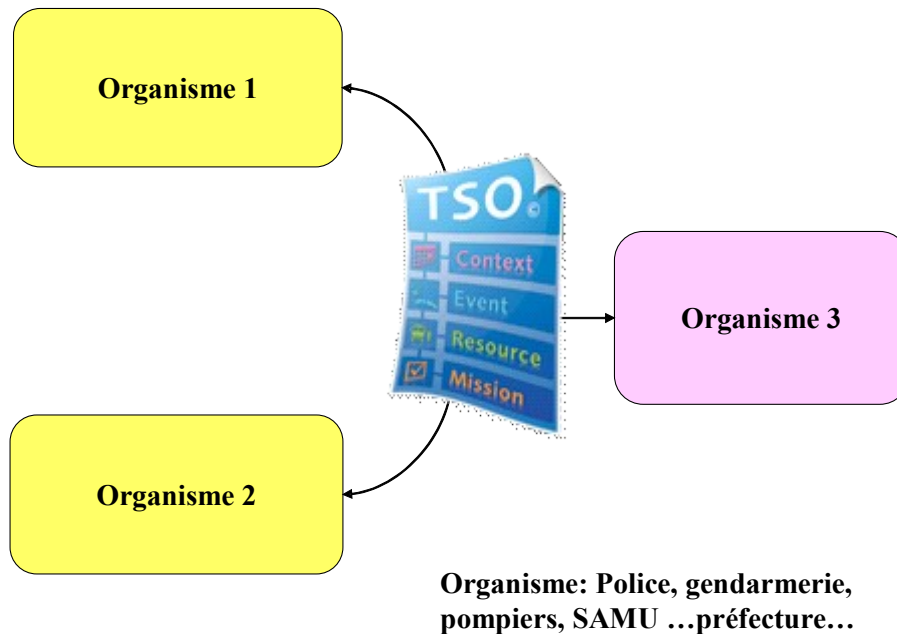 Organisme 1
TSO©
Context
Event
Resource
Mission
Organisme 3
Organisme 2
Organisme: Police, gendarmerie,
pompiers, SAMU …préfecture…